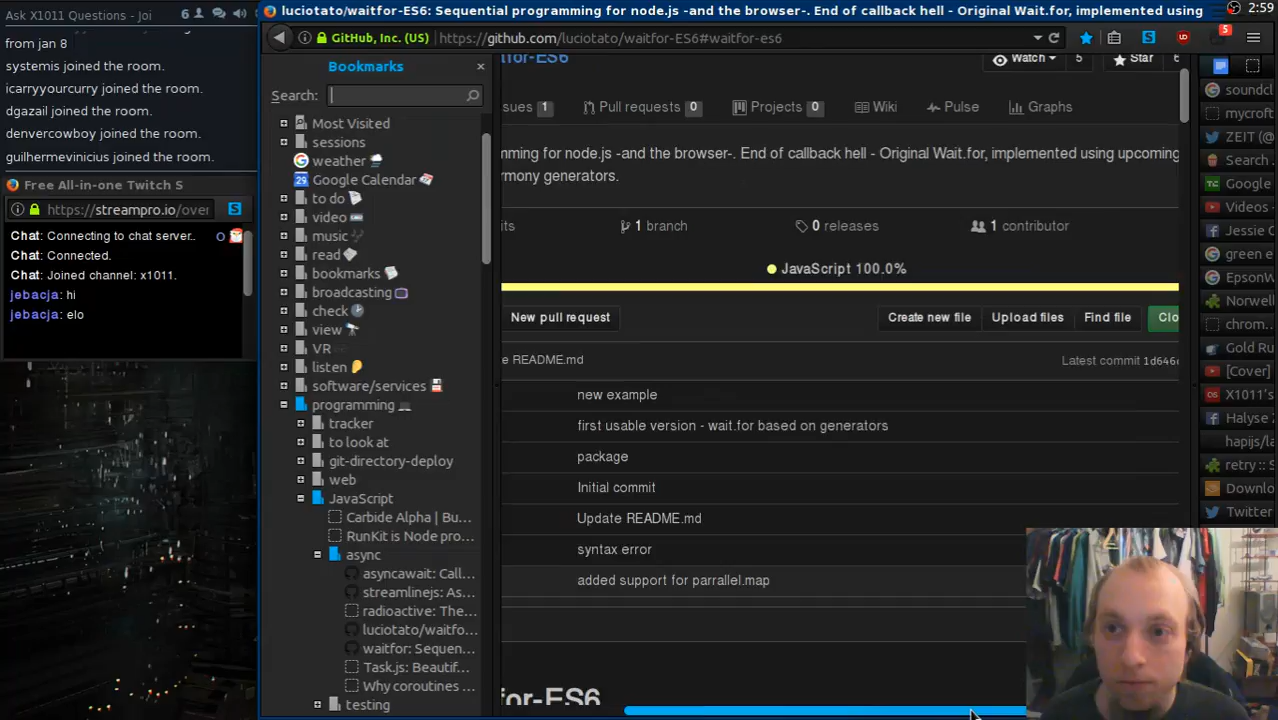 Ask X1011 Questions - Joi
6
from jan 8
systemis joined the room.
icarryyourcurry joined the room.
dgazail joined the room.
denvercowboy joined the room.
guilhermevinicius joined the room.
Free All-in-one Twitch S
https://streampro.io/over
Chat: Connecting to chat server..
Chat: Connected.
Chat: Joined channel: x1011.
jebacja: hi
jebacja: elo
luciotato/waitfor-ES6: Sequential programming for node.js -and the browser-. End of callback hell - Original Wait.for, implemented using upcoming
2:59
GitHub, Inc. (US)
https://github.com/luciotato/waitfor-ES6#waitfor-es6
5
Bookmarks
Search:
Most Visited
sessions
weather
Google Calendar
to do
video
music
read
bookmarks
broadcasting
check
view
VR
listen
software/services
programming
tracker
to look at
git-directory-deploy
web
JavaScript
Carbide Alpha | Bu...
RunKit is Node pro...
async
asyncawait: Call...
streamlinejs: As...
radioactive: The...
luciotato/waitfo...
waitfor: Sequen...
Task.js: Beautif...
Why coroutines ...
testing
for-ES6
Watch
5
Star
sues 1
Pull requests 0
Projects 0
Wiki
Pulse
Graphs
mming for node.js -and the browser-. End of callback hell - Original Wait.for, implemented using upcoming
rmony generators.
its
1 branch
0 releases
1 contributor
JavaScript 100.0%
New pull request
Create new file
Upload files
Find file
Clo
e README.md
Latest commit 1d646c
new example
first usable version - wait.for based on generators
package
Initial commit
Update README.md
syntax error
added support for parrallel.map
for-ES6
soundcl
mycroft
ZEIT (@
Search
Google
Videos -
Jessie C
green e
EpsonW
Norwell
chrom...
Gold Ru
[Cover]
X1011's
Halyse Z
hapijs/l
retry ::
Downlo
Twitter